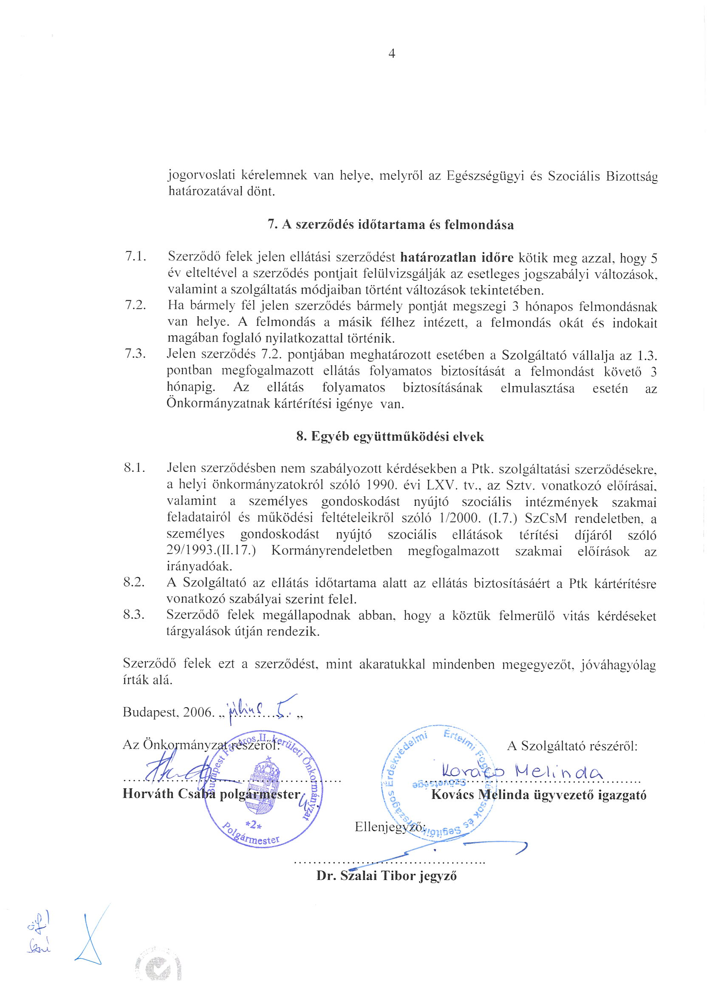 4
jogorvoslati kérelemnek van helye, melyről az Egészségügyi és Szociális Bizottság
határozatával dönt.
7. A szerződés időtartama és felmondása
7.1. Szerződő felek jelen ellátási szerződést határozatlan időre kötik meg azzal, hogy 5
év elteltével a szerződés pontjait felülvizsgálják az esetleges jogszabályi változások,
valamint a szolgáltatás módjaiban történt változások tekintetében.
7.2. Ha bármely fél jelen szerződés bármely pontját megszegi 3 hónapos felmondásnak
van helye. A felmondás a másik félhez intézett, a felmondás okát és indokait
magában foglaló nyilatkozattal történik.
7.3. Jelen szerződés 7.2. pontjában meghatározott esetében a Szolgáltató vállalja az 1.3.
pontban megfogalmazott ellátás folyamatos biztosítását a felmondást követő 3
hónapig. Az ellátás folyamatos biztosításának elmulasztása esetén az
Önkormányzatnak kártérítési igénye van.
8. Egyéb együttműködési elvek
8.1. Jelen szerződésben nem szabályozott kérdésekben a Ptk. szolgáltatási szerződésekre,
a helyi önkormányzatokról szóló 1990. évi LXV. tv., az Sztv. vonatkozó előírásai,
valamint a személyes gondoskodást nyújtó szociális intézmények szakmai
feladatairól és működési feltételeikről szóló 1/2000. (I.7.) SzCsM rendeletben, a
személyes gondoskodást nyújtó szociális ellátások térítési díjáról szóló
29/1993.(II.17.) Kormányrendeletben megfogalmazott szakmai előírások az
irányadóak.
8.2. A Szolgáltató az ellátás időtartama alatt az ellátás biztosításáért a Ptk kártérítésre
vonatkozó szabályai szerint felel.
8.3. Szerződő felek megállapodnak abban, hogy a köztük felmerülő vitás kérdéseket
tárgyalások útján rendezik.
Szerződő felek ezt a szerződést, mint akaratukkal mindenben megegyezőt, jóváhagyólag
írták alá.
Budapest, 2006. „ július 5. „
Az Önkormányzat részéről: A Szolgáltató részéről:
Budapest Főváros II. kerületi Önkormányzat
*2*
Polgármester
Értelmi Fogyatékosok és Segítőik Országos Érdekvédelmi
Szövetsége
Kovács Melinda
Horváth Csaba polgármester Kovács Melinda ügyvezető igazgató
Ellenjegyző:
Dr. Szalai Tibor jegyző